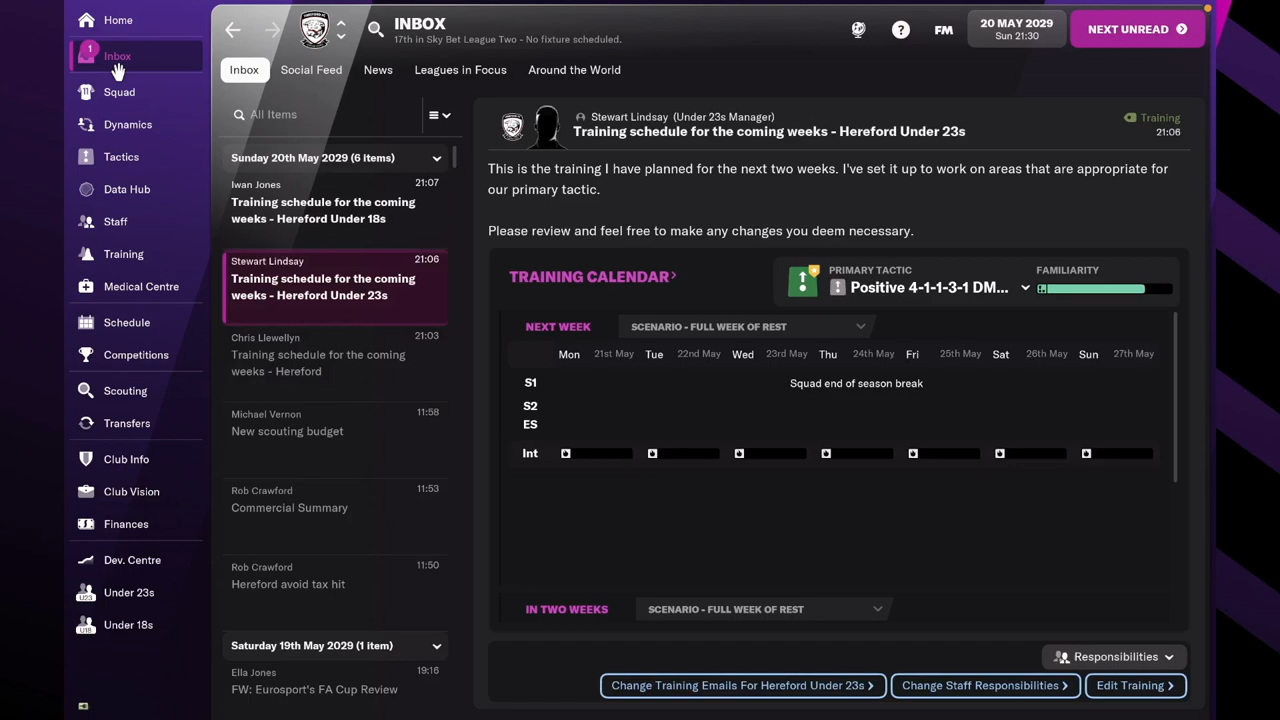 Home
1
Inbox
Squad
Dynamics
Tactics
Data Hub
Staff
Training
Medical Centre
Schedule
Competitions
Scouting
Transfers
Club Info
Club Vision
Finances
Dev. Centre
U23 Under 23s
U18 Under 18s
INBOX
17th in Sky Bet League Two - No fixture scheduled.
? FM
20 MAY 2029
Sun 21:30
NEXT UNREAD
Inbox Social Feed News Leagues in Focus Around the World
All Items
Sunday 20th May 2029 (6 items)
Iwan Jones 21:07
Training schedule for the coming
weeks - Hereford Under 18s
Stewart Lindsay 21:06
Training schedule for the coming
weeks - Hereford Under 23s
Chris Llewellyn 21:03
Training schedule for the coming
weeks - Hereford
Michael Vernon 11:58
New scouting budget
Rob Crawford 11:53
Commercial Summary
Rob Crawford 11:50
Hereford avoid tax hit
Saturday 19th May 2029 (1 item)
Ella Jones 19:16
FW: Eurosport's FA Cup Review
Stewart Lindsay (Under 23s Manager)
Training schedule for the coming weeks - Hereford Under 23s
Training
21:06
This is the training I have planned for the next two weeks. I've set it up to work on areas that are appropriate for
our primary tactic.
Please review and feel free to make any changes you deem necessary.
TRAINING CALENDAR
PRIMARY TACTIC
Positive 4-1-1-3-1 DM...
FAMILIARITY
NEXT WEEK SCENARIO - FULL WEEK OF REST
Mon 21st May Tue 22nd May Wed 23rd May Thu 24th May Fri 25th May Sat 26th May Sun 27th May
S1 Squad end of season break
S2
ES
Int
IN TWO WEEKS SCENARIO - FULL WEEK OF REST
Responsibilities
Change Training Emails For Hereford Under 23s Change Staff Responsibilities Edit Training